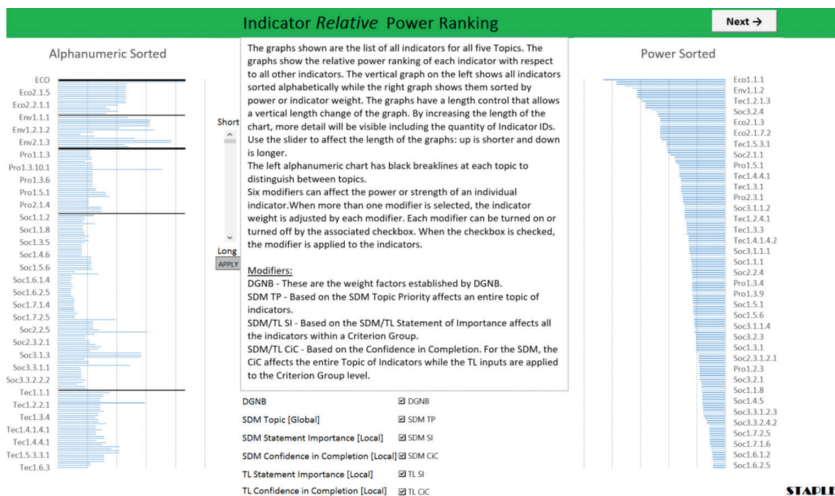 Indicator Relative Power Ranking
Next →
Alphanumeric Sorted
ECO
Eco2.1.5
Eco2.2.1.1
Env1.1.1
Env1.2.1.2
Env2.1.3
Pro1.1.3
Pro1.3.10.1
Pro1.3.6
Pro1.5.1
Pro2.1.4
Soc1.1.2
Soc1.1.8
Soc1.3.5
Soc1.4.6
Soc1.5.6
Soc1.6.1.4
Soc1.6.2.5
Soc1.7.1.4
Soc1.7.2.5
Soc2.2.5
Soc2.3.2.1
Soc3.1.3
Soc3.3.1.1
Soc3.3.2.2.2
Tec1.1.1
Tec1.2.2.1
Tec1.3.4
Tec1.4.1.4.1
Tec1.4.4.1
Tec1.5.3.3.1
Tec1.6.3
Short
Long
APPLY
The graphs shown are the list of all indicators for all five Topics. The
graphs show the relative power ranking of each indicator with respect
to all other indicators. The vertical graph on the left shows all indicators
sorted alphabetically while the right graph shows them sorted by
power or indicator weight. The graphs have a length control that allows
a vertical length change of the graph. By increasing the length of the
chart, more detail will be visible including the quantity of Indicator IDs.
Use the slider to affect the length of the graphs: up is shorter and down
is longer.
The left alphanumeric chart has black breaklines at each topic to
distinguish between topics.
Six modifiers can affect the power or strength of an individual
indicator.When more than one modifier is selected, the indicator
weight is adjusted by each modifier. Each modifier can be turned on or
turned off by the associated checkbox. When the checkbox is checked,
the modifier is applied to the indicators.
Modifiers:
DGNB - These are the weight factors established by DGNB.
SDM TP - Based on the SDM Topic Priority affects an entire topic of
indicators.
SDM/TL SI - Based on the SDM/TL Statement of Importance affects all
the indicators within a Criterion Group.
SDM/TL CiC - Based on the Confidence in Completion. For the SDM, the
CiC affects the entire Topic of Indicators while the TL inputs are applied
to the Criterion Group level.
DGNB ☑ DGNB
SDM Topic [Global] ☑ SDM TP
SDM Statement Importance [Local] ☑ SDM SI
SDM Confidence in Completion [Local] ☑ SDM CiC
TL Statement Importance [Local] ☑ TL SI
TL Confidence in Completion [Local] ☑ TL CiC
Power Sorted
Eco1.1.1
Env1.1.2
Tec1.2.1.3
Soc3.2.4
Eco2.1.3
Eco2.1.7.2
Tec1.5.3.1
Soc2.1.1
Pro1.5.1
Tec1.4.4.1
Tec1.3.1
Pro2.3.1
Soc3.1.1.2
Tec1.2.4.1
Tec1.3.3
Tec1.4.1.4.2
Soc3.1.1.1
Soc1.1.1
Soc2.2.4
Pro1.3.4
Pro1.3.9
Soc1.5.1
Soc1.5.6
Soc3.1.1.4
Soc3.2.3
Soc1.3.1
Soc2.3.1.2.1
Pro1.2.3
Soc3.2.1
Soc1.1.8
Soc1.4.5
Soc3.3.1.2.3
Soc3.3.2.4.2
Soc1.7.2.5
Soc1.7.1.6
Soc1.6.1.2
Soc1.6.2.5